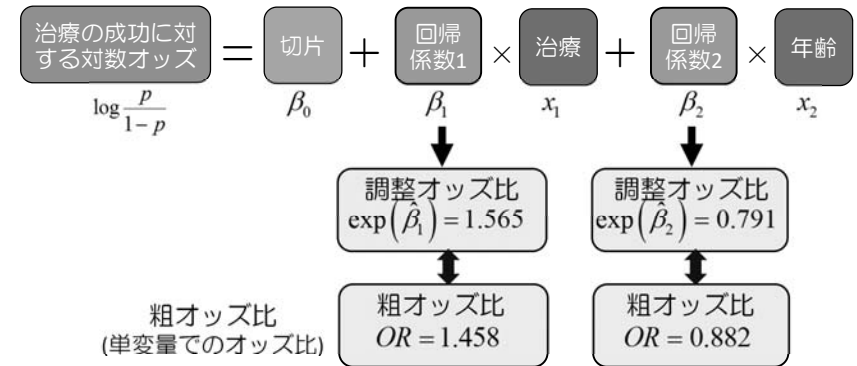 治療の成功に対
する対数オッズ
=
切片
+
回帰
係数1
×
治療
+
回帰
係数2
×
年齢
log p/(1−p)
β₀
β₁
x₁
β₂
x₂
調整オッズ比
exp(β̂₁) = 1.565
調整オッズ比
exp(β̂₂) = 0.791
粗オッズ比
(単変量でのオッズ比)
粗オッズ比
OR = 1.458
粗オッズ比
OR = 0.882